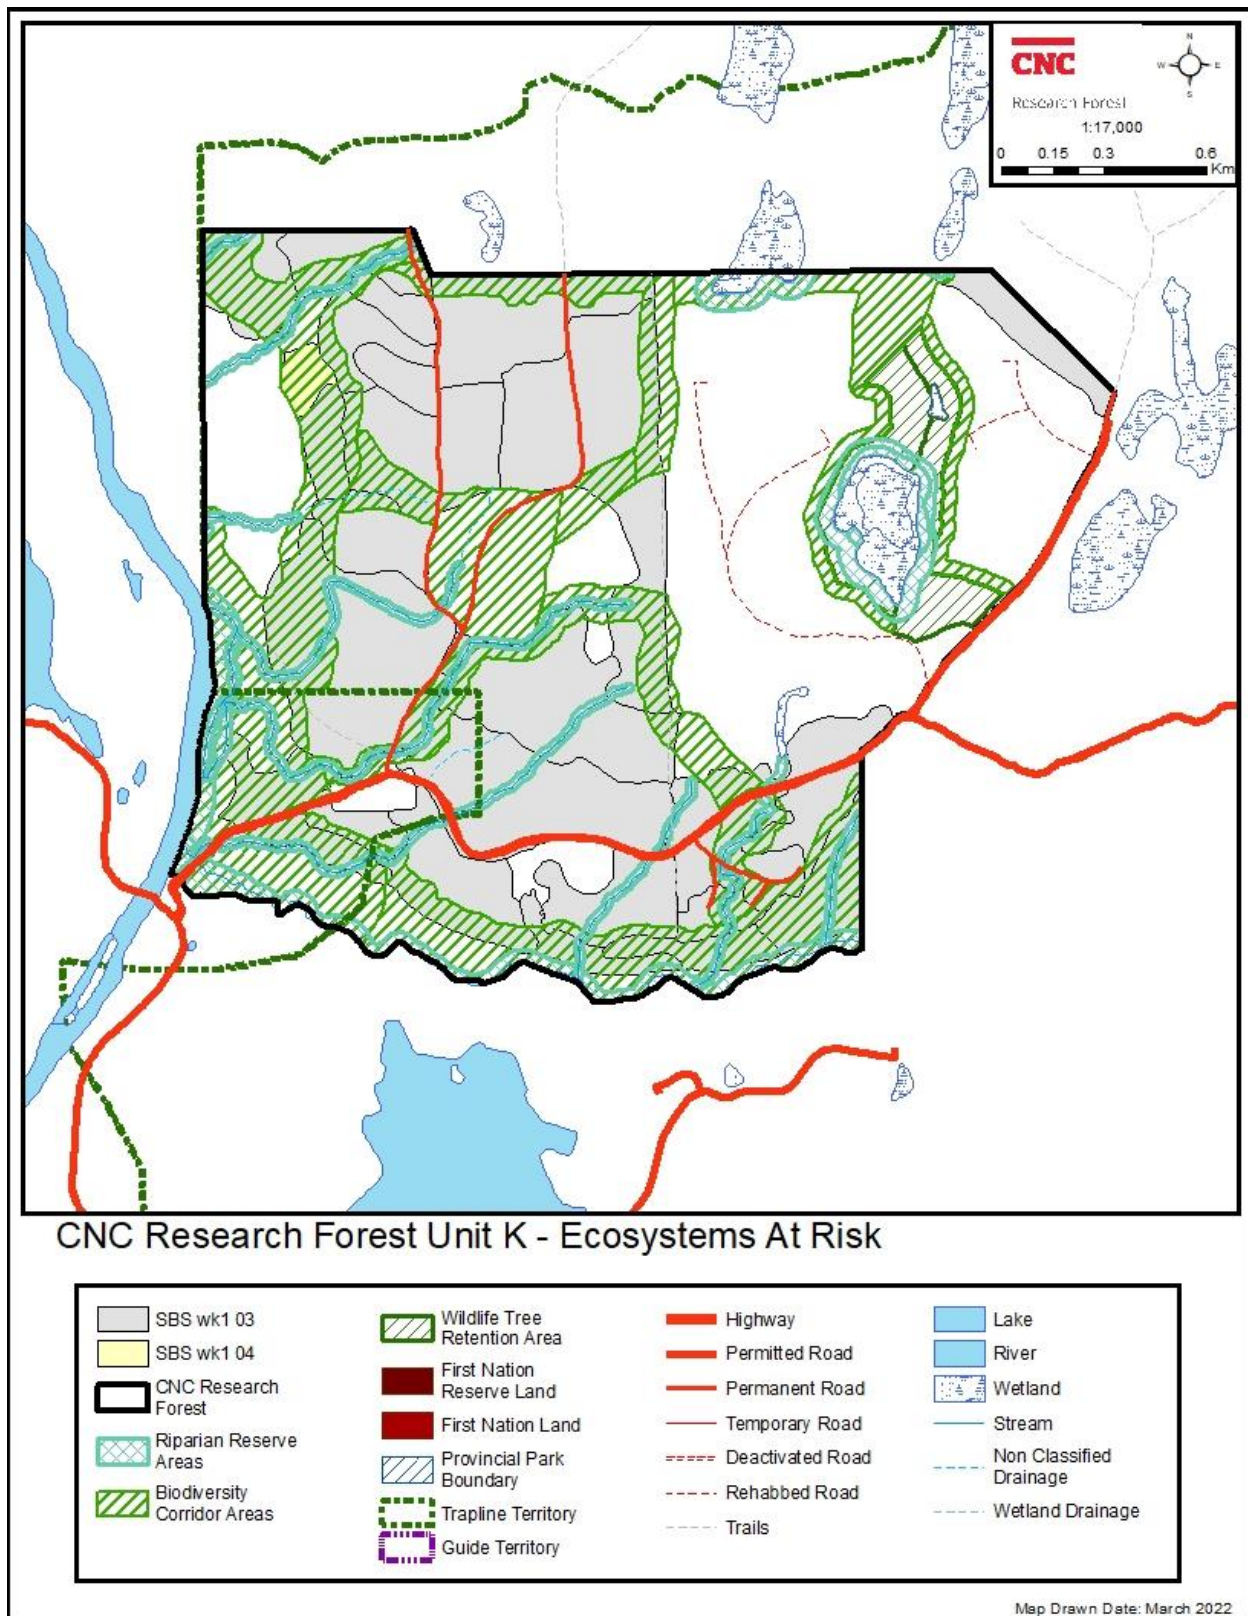 CNC
Research Forest
N
W E
S
1:17,000
0 0.15 0.3 0.6
Km
CNC Research Forest Unit K - Ecosystems At Risk
SBS wk1 03
SBS wk1 04
CNC Research
Forest
Riparian Reserve
Areas
Biodiversity
Corridor Areas
Wildlife Tree
Retention Area
First Nation
Reserve Land
First Nation Land
Provincial Park
Boundary
Trapline Territory
Guide Territory
Highway
Permitted Road
Permanent Road
Temporary Road
Deactivated Road
Rehabbed Road
Trails
Lake
River
Wetland
Stream
Non Classified
Drainage
Wetland Drainage
Map Drawn Date: March 2022